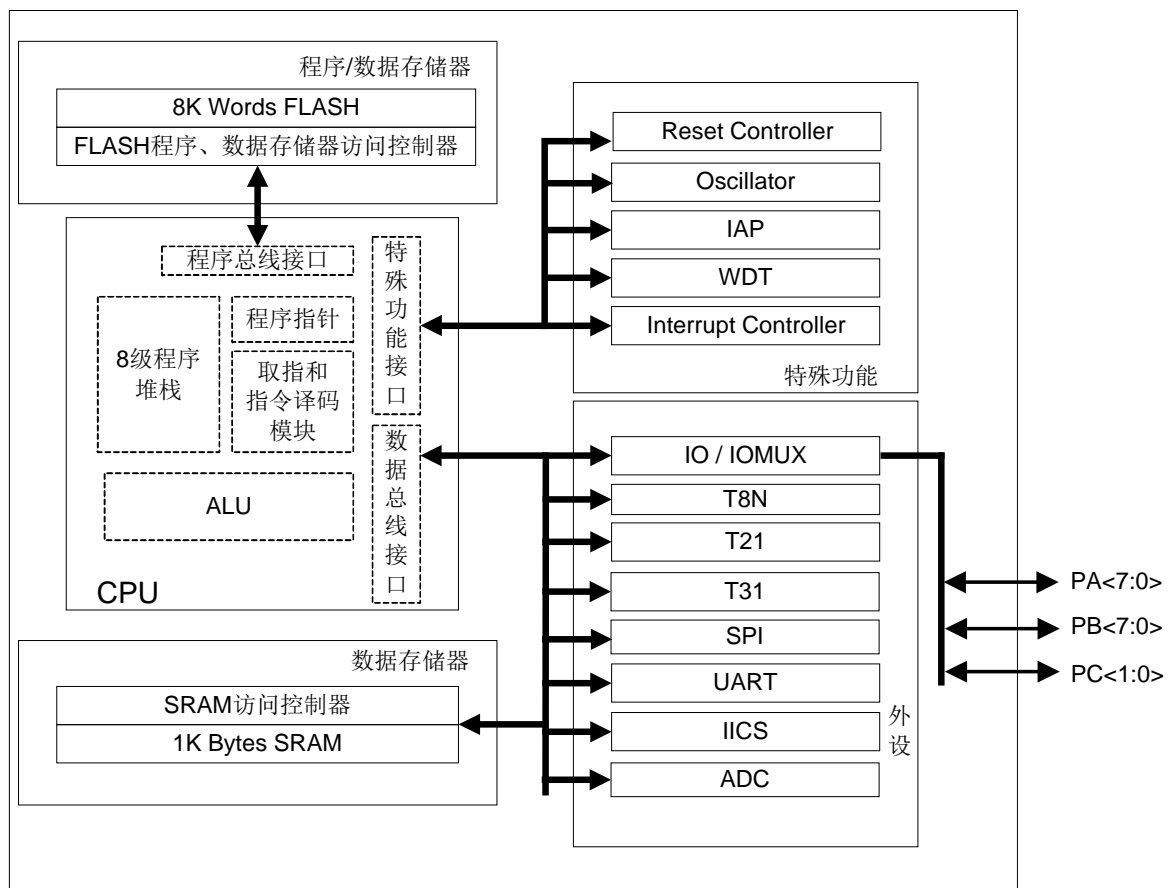 程序/数据存储器
8K Words FLASH
FLASH程序、数据存储器访问控制器
程序总线接口
特
殊
功
能
接
口
程序指针
8级程序
堆栈
取指和
指令译码
模块
数
据
总
线
接
口
ALU
CPU
数据存储器
SRAM访问控制器
1K Bytes SRAM
Reset Controller
Oscillator
IAP
WDT
Interrupt Controller
特殊功能
IO / IOMUX
T8N
T21
T31
SPI
UART
IICS
ADC
外
设
PA<7:0>
PB<7:0>
PC<1:0>